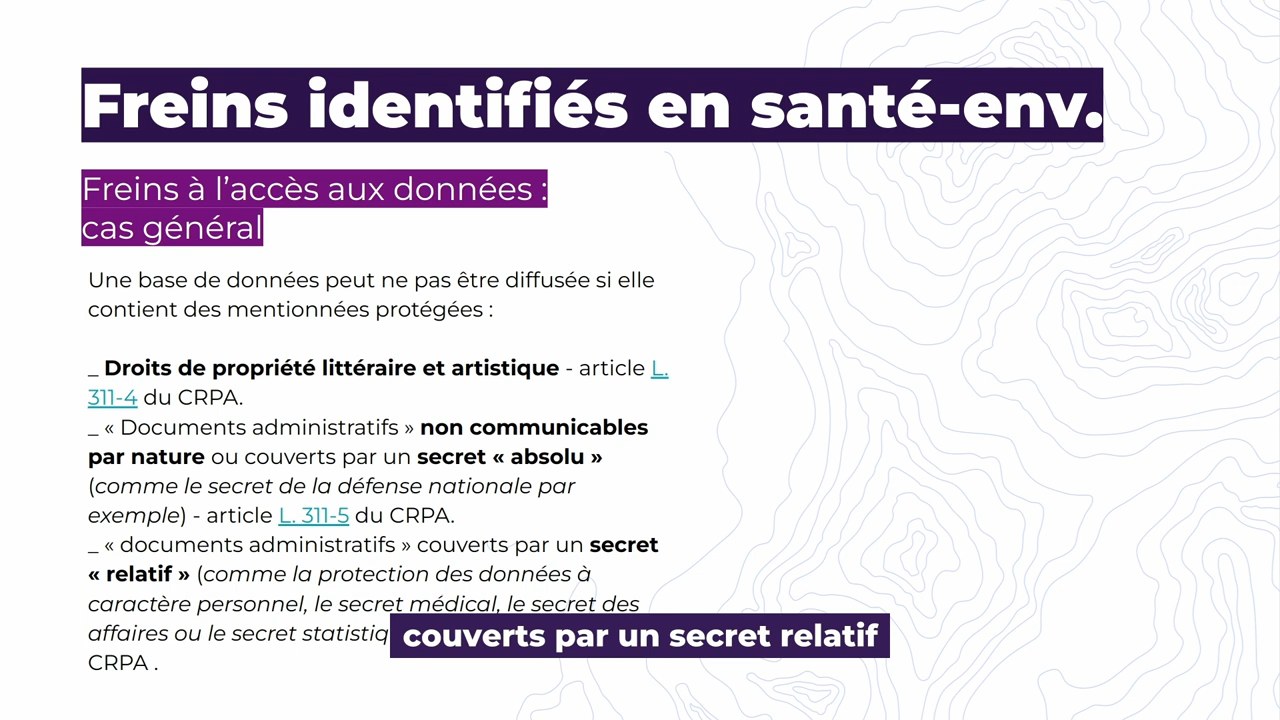 Freins identifiés en santé-env.
Freins à l’accès aux données :
cas général
Une base de données peut ne pas être diffusée si elle
contient des mentionnées protégées :
_ Droits de propriété littéraire et artistique - article L.
311-4 du CRPA.
_ « Documents administratifs » non communicables
par nature ou couverts par un secret « absolu »
(comme le secret de la défense nationale par
exemple) - article L. 311-5 du CRPA.
_ « documents administratifs » couverts par un secret
« relatif » (comme la protection des données à
caractère personnel, le secret médical, le secret des
affaires ou le secret
couverts par un secret relatif
CRPA .